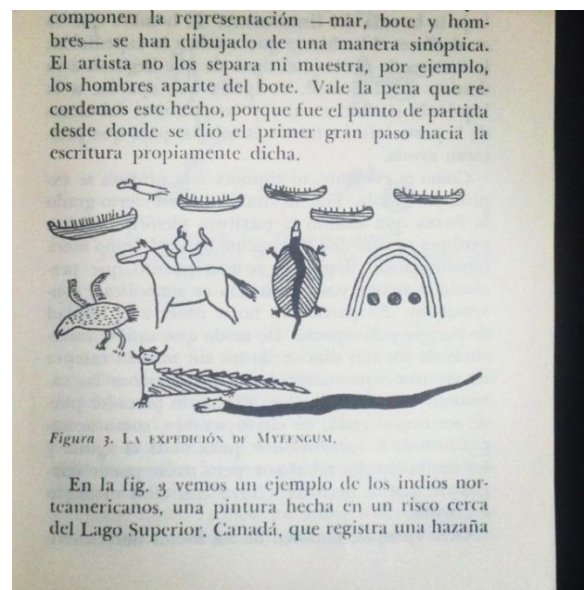 componen la representación —mar, bote y hom-
bres— se han dibujado de una manera sinóptica.
El artista no los separa ni muestra, por ejemplo,
los hombres aparte del bote. Vale la pena que re-
cordemos este hecho, porque fue el punto de partida
desde donde se dio el primer gran paso hacia la
escritura propiamente dicha.
Figura 3. LA EXPEDICIÓN DE MYEENGUM.
En la fig. 3 vemos un ejemplo de los indios nor-
teamericanos, una pintura hecha en un risco cerca
del Lago Superior, Canadá, que registra una hazaña